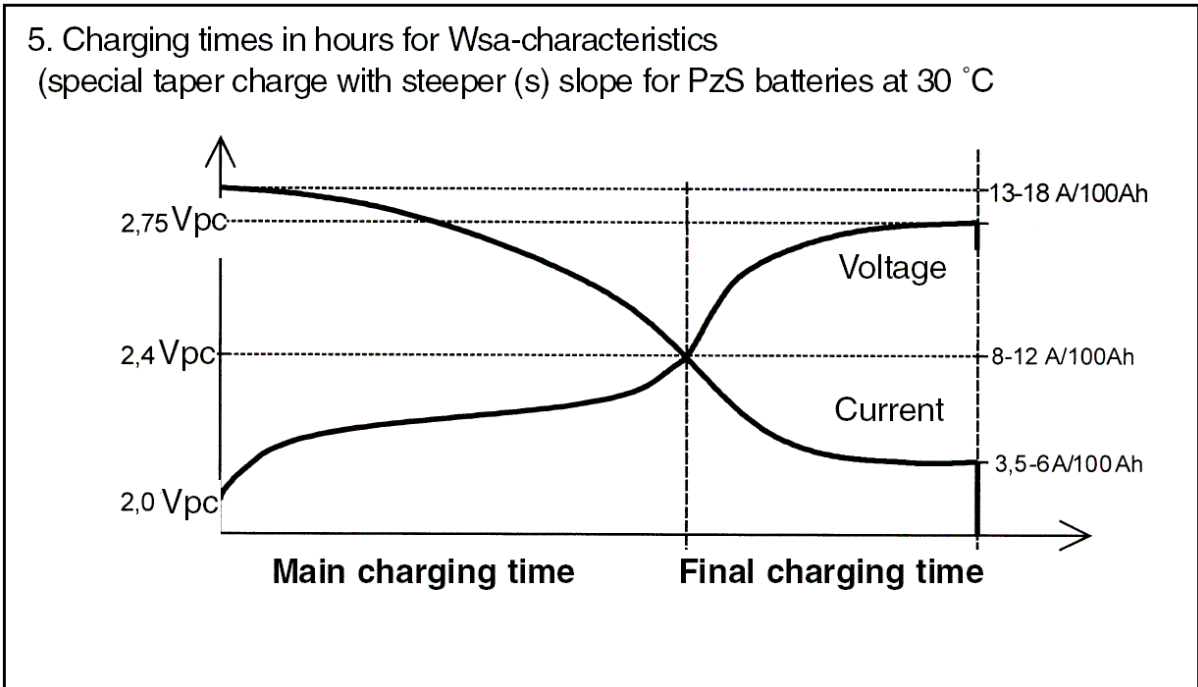 5. Charging times in hours for Wsa-characteristics
(special taper charge with steeper (s) slope for PzS batteries at 30 °C
13-18 A/100Ah
2,75 Vpc
Voltage
2,4 Vpc
8-12 A/100Ah
Current
3,5-6A/100Ah
2,0 Vpc
Main charging time
Final charging time